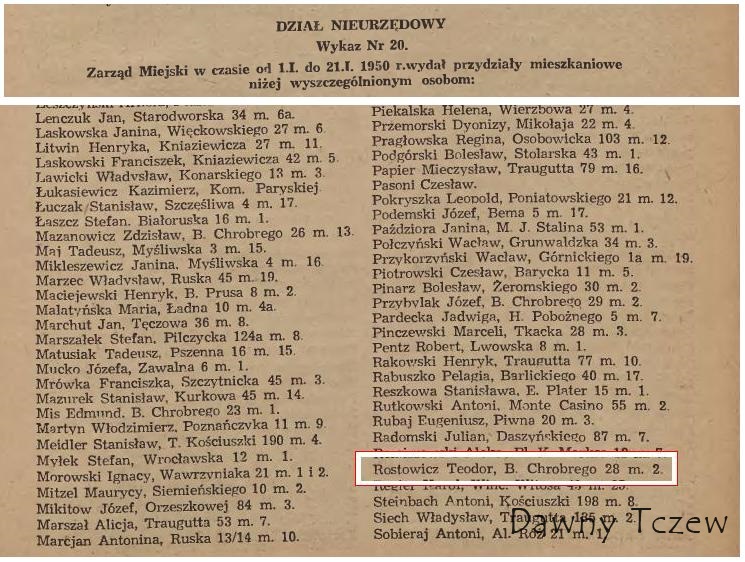 DZIAŁ NIEURZĘDOWY
Wykaz Nr 20.
Zarząd Miejski w czasie od 1.I. do 21.I. 1950 r.wydał przydziały mieszkaniowe
niżej wyszczególnionym osobom:
Lenczuk Jan, Starodworska 34 m. 6a.
Laskowska Janina, Więckowskiego 27 m. 6.
Litwin Henryka, Kniaziewicza 27 m. 11.
Laskowski Franciszek, Kniaziewicza 42 m. 5.
Lawicki Władysław, Konarskiego 13 m. 3.
Łukasiewicz Kazimierz, Kom. Paryskiej
Łuczak Stanisław, Szczęśliwa 4 m. 17.
Łaszcz Stefan. Białoruska 16 m. 1.
Mazanowicz Zdzisław, B. Chrobrego 26 m. 13.
Maj Tadeusz, Myśliwska 3 m. 15.
Mikleszewicz Janina, Myśliwska 4 m. 16.
Marzec Władysław, Ruska 45 m. 19.
Maciejewski Henryk, B. Prusa 8 m. 2.
Malatyńska Maria, Ładna 10 m. 4a.
Marchut Jan, Tęczowa 36 m. 8.
Marszałek Stefan, Pilczycka 124a m. 8.
Matusiak Tadeusz, Pszenna 16 m. 15.
Mucko Józefa, Zawalna 6 m. 1.
Mrówka Franciszka, Szczytnicka 45 m. 3.
Mazurek Stanisław, Kurkowa 45 m. 14.
Mis Edmund. B. Chrobrego 23 m. 1.
Martyn Włodzimierz, Poznańczyka 11 m. 9.
Meidler Stanisław, T. Kościuszki 190 m. 4.
Myłek Stefan, Wrocławska 12 m. 1.
Morowski Ignacy, Wawrzyniaka 21 m. 1 i 2.
Mitzel Maurycy, Siemieńskiego 10 m. 2.
Mikitow Józef, Orzeszkowej 84 m. 3.
Marszał Alicja, Traugutta 53 m. 7.
Marcjan Antonina, Ruska 13/14 m. 10.
Piekalska Helena, Wierzbowa 27 m. 4.
Przemorski Dyonizy, Mikołaja 22 m. 4.
Pragłowska Regina, Osobowicka 103 m. 12.
Podgórski Bolesław, Stolarska 43 m. 1.
Papier Mieczysław, Traugutta 79 m. 16.
Pasoni Czesław.
Pokryszka Leopold, Poniatowskiego 21 m. 12.
Podemski Józef, Bema 5 m. 17.
Paździora Janina, M. J. Stalina 53 m. 1.
Połczyński Wacław, Grunwaldzka 34 m. 3.
Przykorzyński Wacław, Górnickiego 1a m. 19.
Piotrowski Czesław, Barycka 11 m. 5.
Pinarz Bolesław, Żeromskiego 30 m. 2.
Przybylak Józef, B. Chrobrego 29 m. 2.
Pardecka Jadwiga, H. Pobożnego 5 m. 7.
Pinczewski Marceli, Tkacka 28 m. 3.
Pentz Robert, Lwowska 8 m. 1.
Rakowski Henryk, Traugutta 77 m. 10.
Rabuszko Pelagia, Barlickiego 40 m. 17.
Reszkowa Stanisława, E. Plater 15 m. 1.
Rutkowski Antoni, Monte Casino 55 m. 2.
Rubaj Eugeniusz, Piwna 20 m. 3.
Radomski Julian, Daszyńskiego 87 m. 7.
Rostowicz Teodor, B. Chrobrego 28 m. 2.
Steinbach Antoni, Kościuszki 198 m. 8.
Siech Władysław, Traugutta 135 m. 2.
Sobieraj Antoni, Al. Róż 21 m. 1.
Dawny Tczew